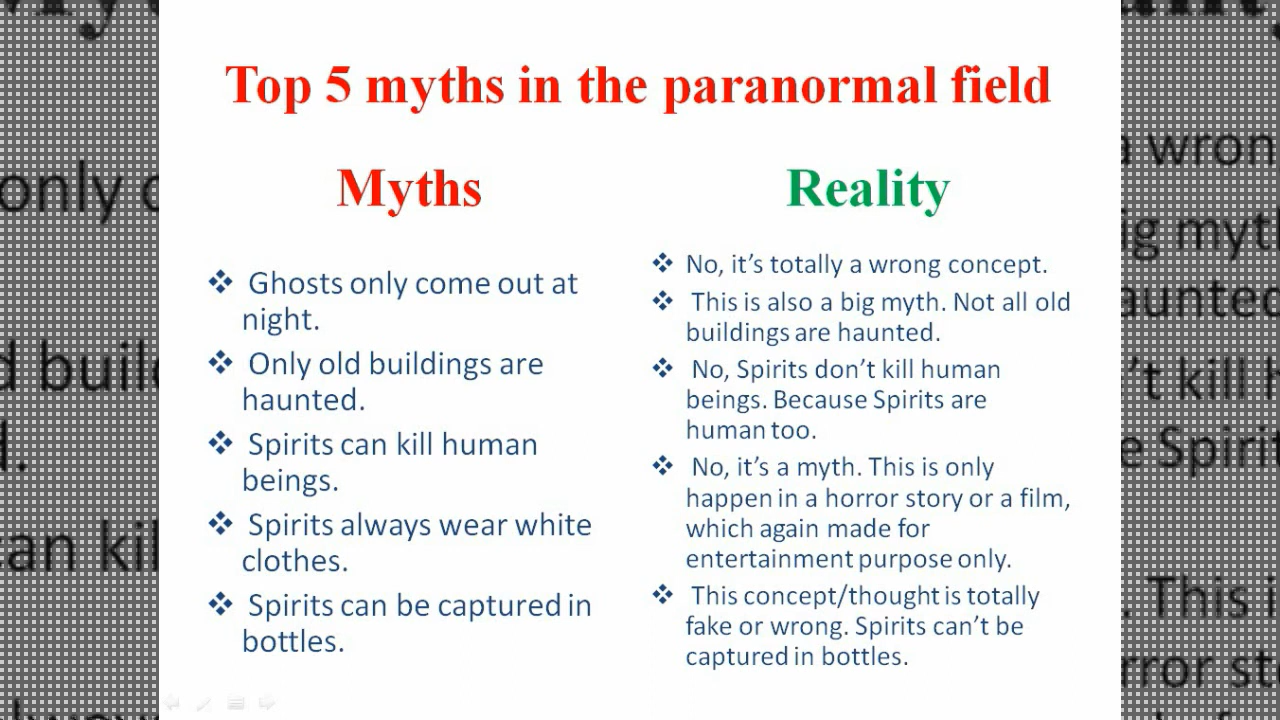 Top 5 myths in the paranormal field
Myths
Ghosts only come out at
night.
Only old buildings are
haunted.
Spirits can kill human
beings.
Spirits always wear white
clothes.
Spirits can be captured in
bottles.
Reality
No, it’s totally a wrong concept.
This is also a big myth. Not all old
buildings are haunted.
No, Spirits don’t kill human
beings. Because Spirits are
human too.
No, it’s a myth. This is only
happen in a horror story or a film,
which again made for
entertainment purpose only.
This concept/thought is totally
fake or wrong. Spirits can’t be
captured in bottles.